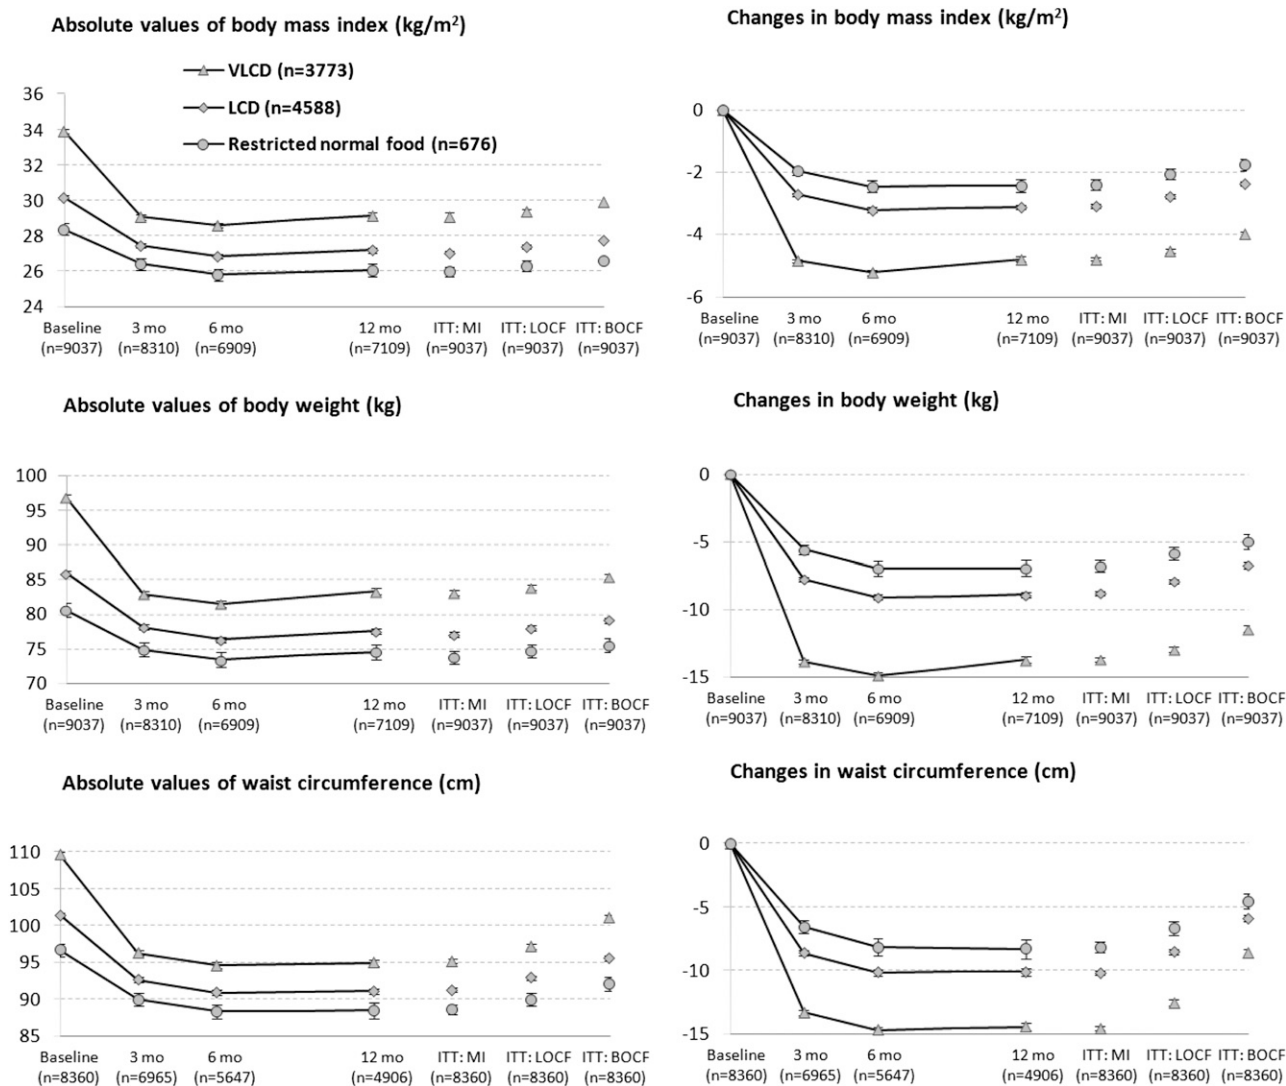 Absolute values of body mass index (kg/m²)
VLCD (n=3773)
LCD (n=4588)
Restricted normal food (n=676)
36
34
32
30
28
26
24
Baseline 3 mo 6 mo 12 mo ITT: MI ITT: LOCF ITT: BOCF
(n=9037) (n=8310) (n=6909) (n=7109) (n=9037) (n=9037) (n=9037)
Changes in body mass index (kg/m²)
0
-2
-4
-6
Baseline 3 mo 6 mo 12 mo ITT: MI ITT: LOCF ITT: BOCF
(n=9037) (n=8310) (n=6909) (n=7109) (n=9037) (n=9037) (n=9037)
Absolute values of body weight (kg)
100
95
90
85
80
75
70
Baseline 3 mo 6 mo 12 mo ITT: MI ITT: LOCF ITT: BOCF
(n=9037) (n=8310) (n=6909) (n=7109) (n=9037) (n=9037) (n=9037)
Changes in body weight (kg)
0
-5
-10
-15
Baseline 3 mo 6 mo 12 mo ITT: MI ITT: LOCF ITT: BOCF
(n=9037) (n=8310) (n=6909) (n=7109) (n=9037) (n=9037) (n=9037)
Absolute values of waist circumference (cm)
110
105
100
95
90
85
Baseline 3 mo 6 mo 12 mo ITT: MI ITT: LOCF ITT: BOCF
(n=8360) (n=6965) (n=5647) (n=4906) (n=8360) (n=8360) (n=8360)
Changes in waist circumference (cm)
0
-5
-10
-15
Baseline 3 mo 6 mo 12 mo ITT: MI ITT: LOCF ITT: BOCF
(n=8360) (n=6965) (n=5647) (n=4906) (n=8360) (n=8360) (n=8360)